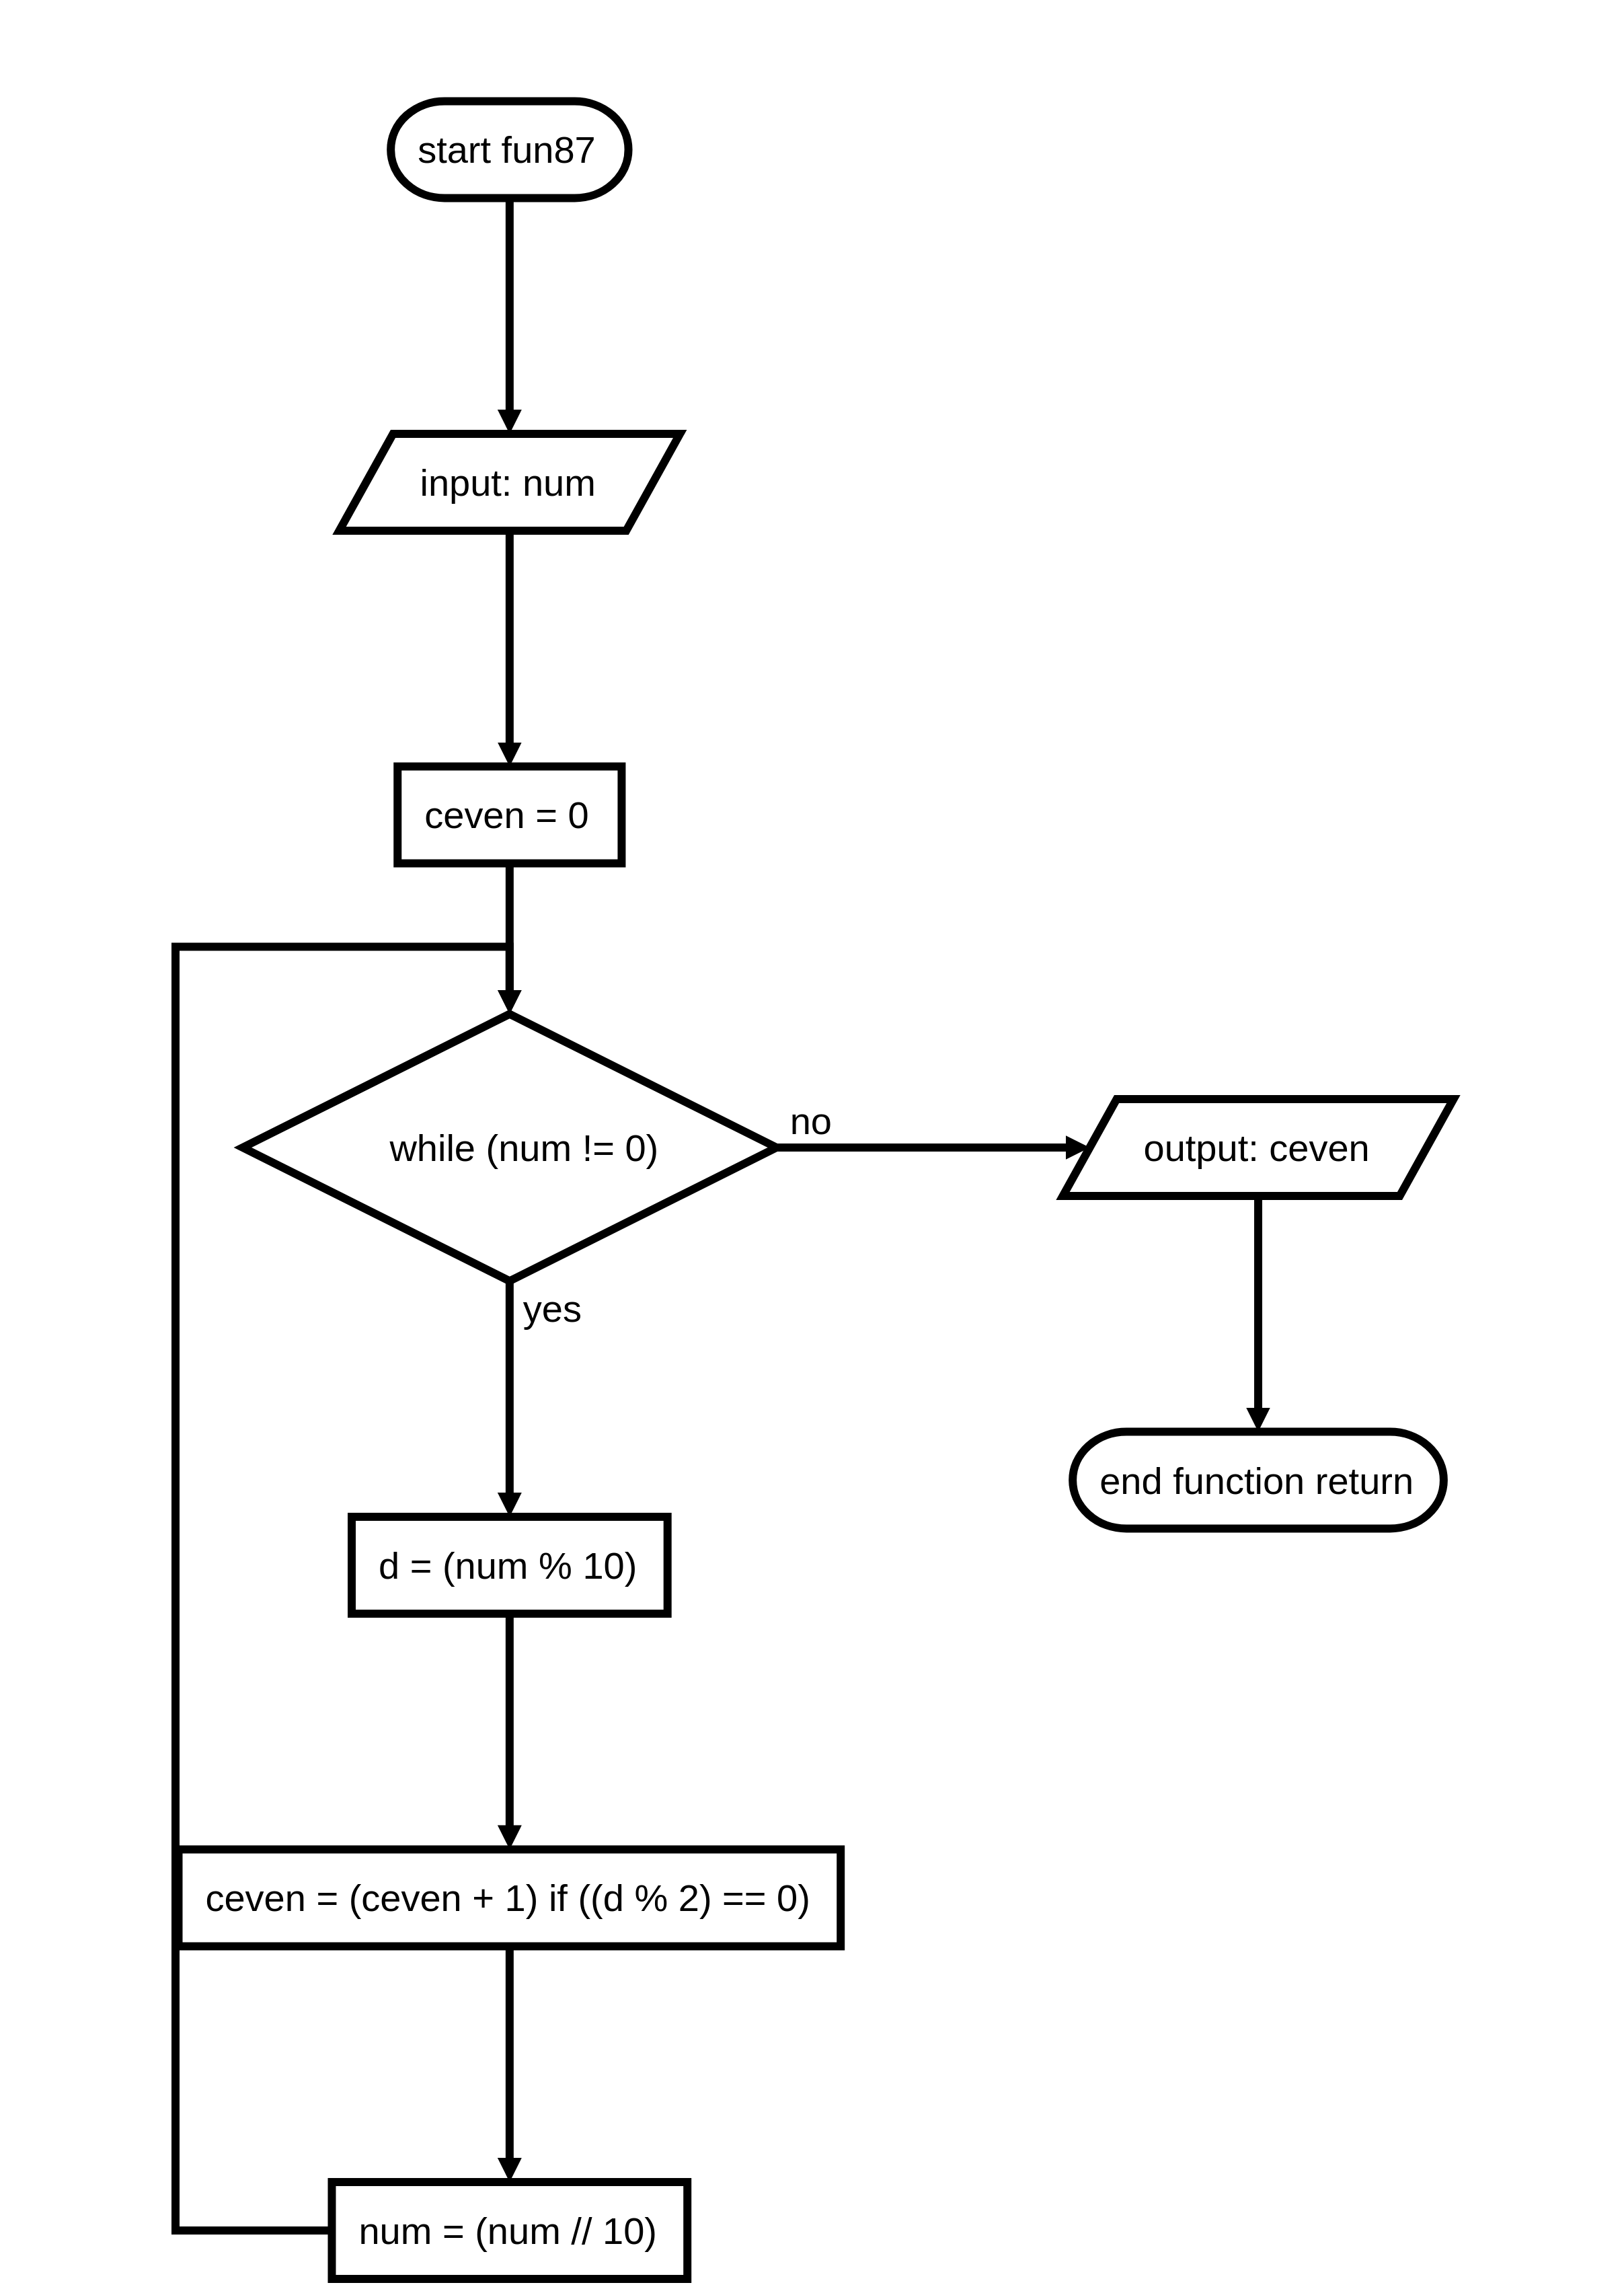 start fun87
input: num
ceven = 0
while (num != 0)
no
output: ceven
yes
end function return
d = (num % 10)
ceven = (ceven + 1) if ((d % 2) == 0)
num = (num // 10)